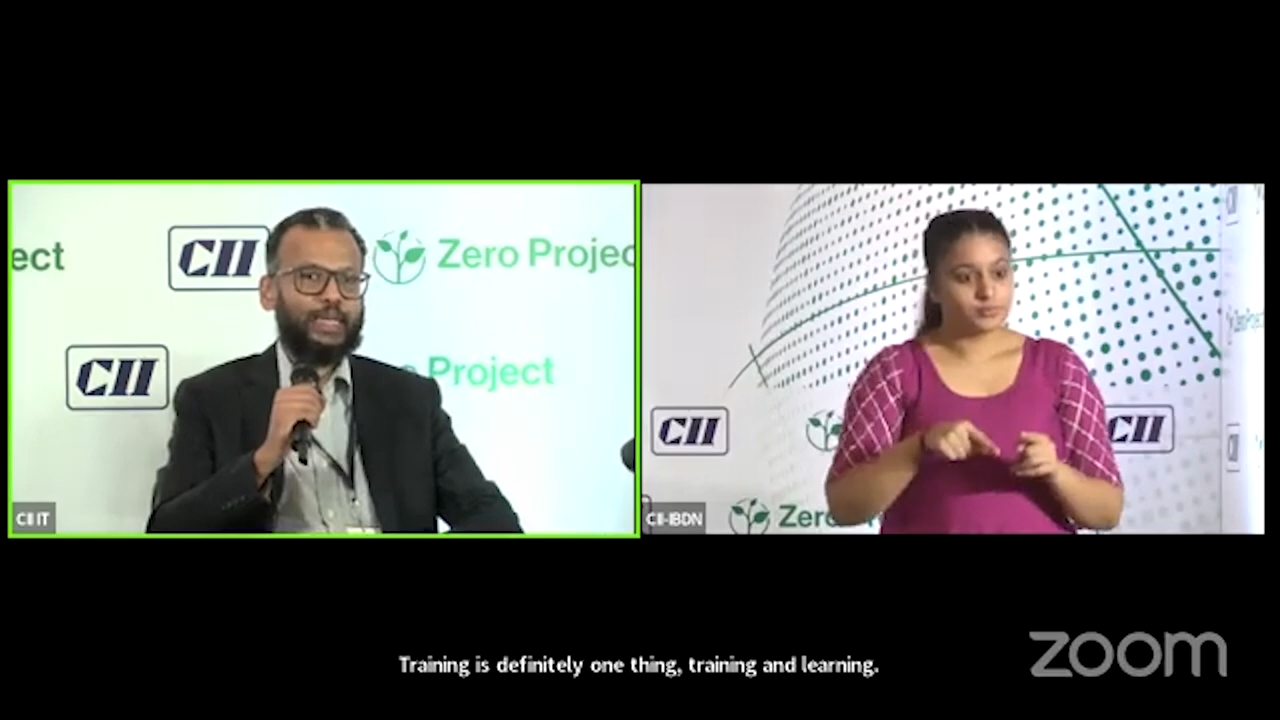 ect
CII
Zero Projec
CII
Project
CII IT
CII
CII
CII-IBDN
Zero
Training is definitely one thing, training and learning.
zoom